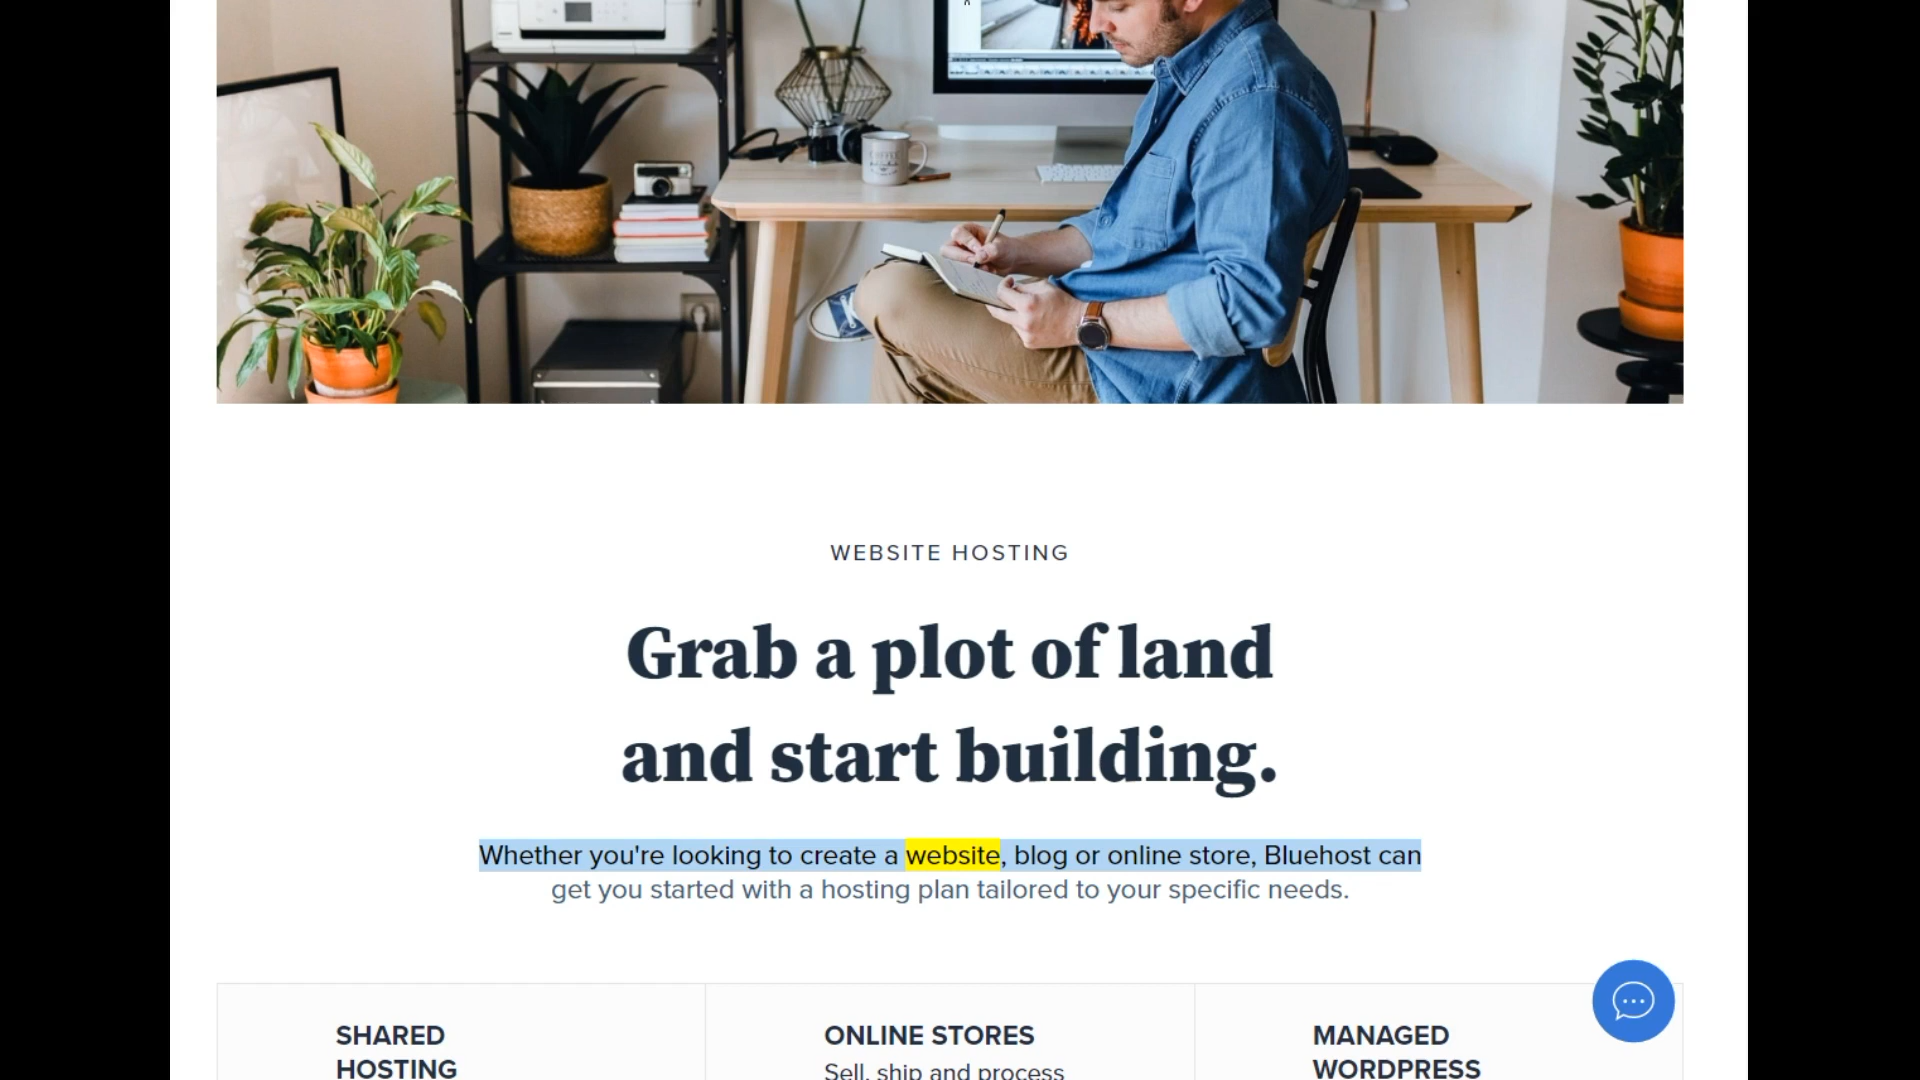 COFFEE
WEBSITE HOSTING
Grab a plot of land
and start building.
Whether you're looking to create a website, blog or online store, Bluehost can
get you started with a hosting plan tailored to your specific needs.
SHARED
HOSTING
ONLINE STORES
Sell, ship and process
MANAGED
WORDPRESS